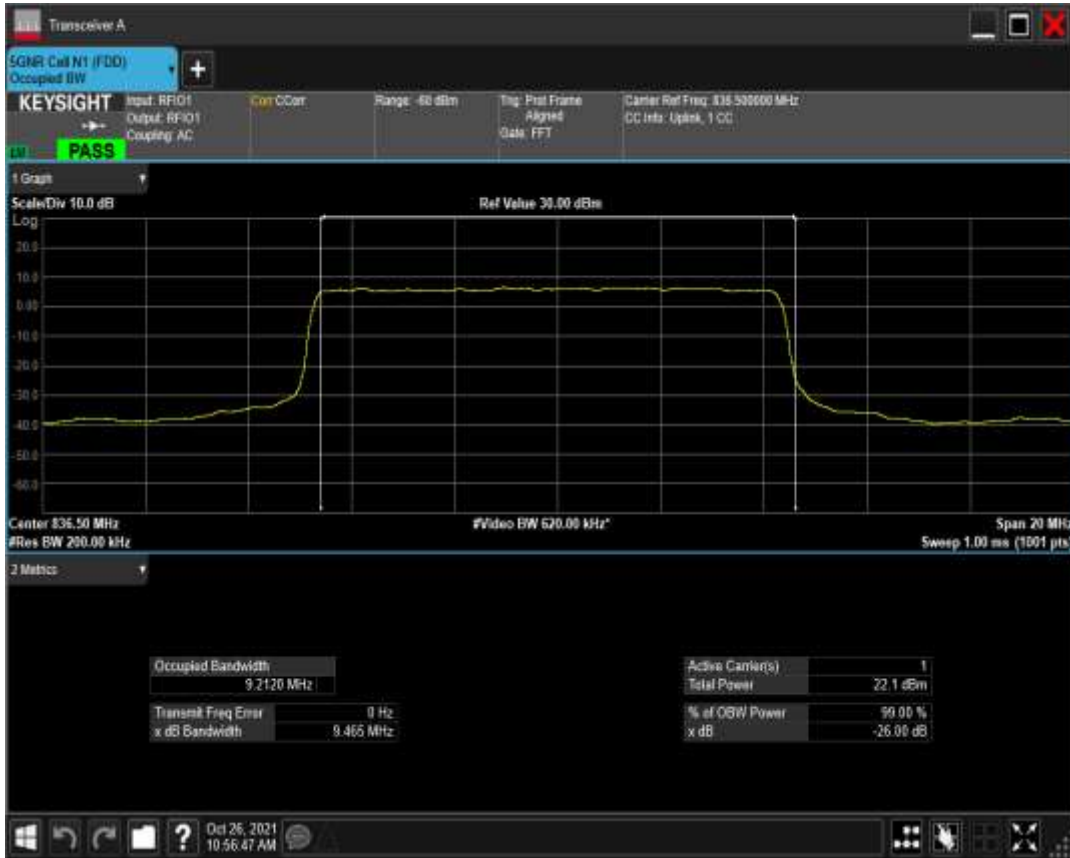 Transceiver A
5GNR Cell N1 (FDD)
Occupied BW
+
KEYSIGHT
PASS
Input: RFIO1
Output: RFIO1
Coupling: AC
Corr CCorr
Range: -60 dBm
Trig: Prot Frame
Aligned
Gate: FFT
Carrier Ref Freq: 836.500000 MHz
CC Info: Uplink, 1 CC
1 Graph
Scale/Div 10.0 dB
Ref Value 30.00 dBm
Log
20.0
10.0
0.00
-10.0
-20.0
-30.0
-40.0
-50.0
-60.0
Center 836.50 MHz
#Video BW 620.00 kHz*
Span 20 MHz
#Res BW 200.00 kHz
Sweep 1.00 ms (1001 pts)
2 Metrics
Occupied Bandwidth
9.2120 MHz
Transmit Freq Error 0 Hz
x dB Bandwidth 9.465 MHz
Active Carrier(s) 1
Total Power 22.1 dBm
% of OBW Power 99.00 %
x dB -26.00 dB
?
Oct 26, 2021
10:56:47 AM